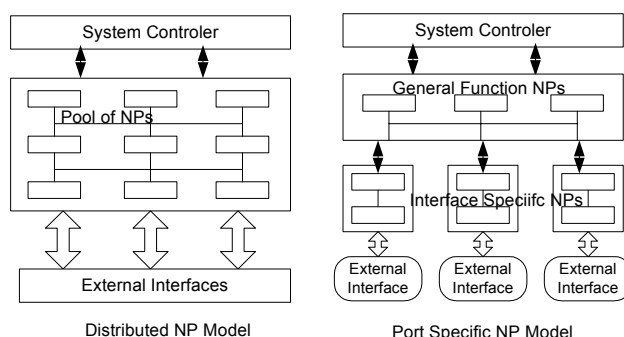 System Controler
Pool of NPs
External Interfaces
Distributed NP Model
System Controler
General Function NPs
Interface Speciifc NPs
External
Interface
External
Interface
External
Interface
Port Specific NP Model